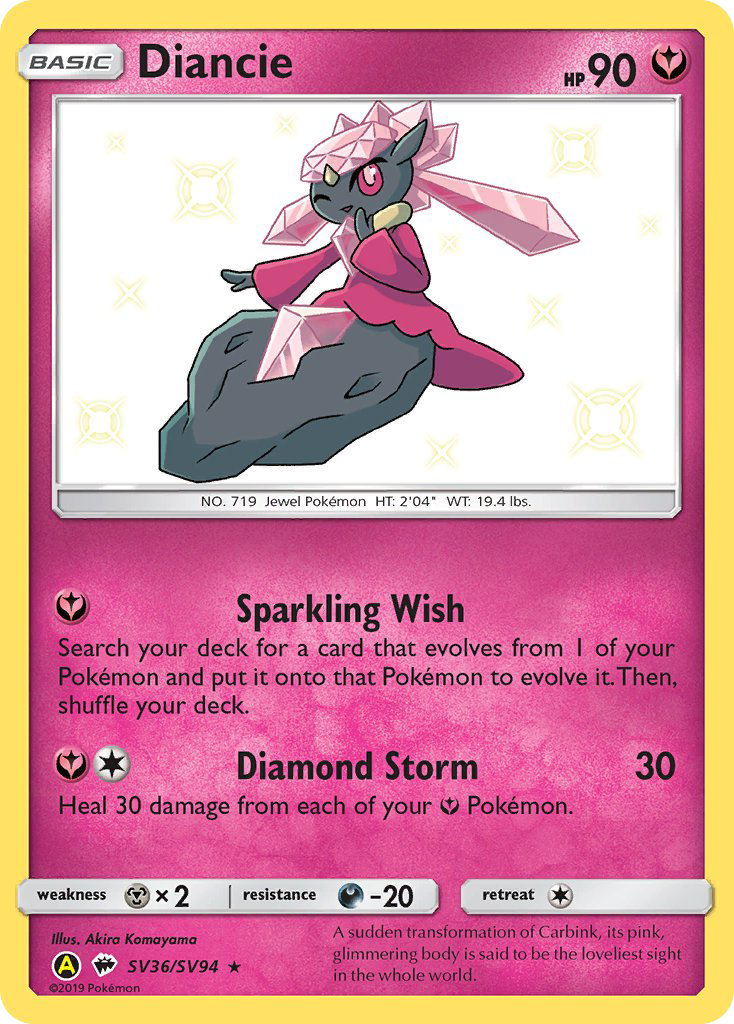 BASIC Diancie HP 90
NO. 719 Jewel Pokémon HT: 2'04" WT: 19.4 lbs.
Sparkling Wish
Search your deck for a card that evolves from 1 of your
Pokémon and put it onto that Pokémon to evolve it. Then,
shuffle your deck.
Diamond Storm 30
Heal 30 damage from each of your Pokémon.
weakness × 2 resistance -20 retreat
Illus. Akira Komayama
A SV36/SV94
©2019 Pokémon
A sudden transformation of Carbink, its pink,
glimmering body is said to be the loveliest sight
in the whole world.